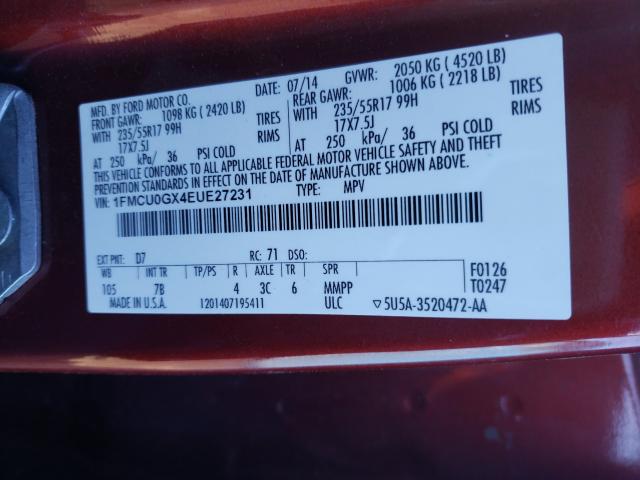 MFD. BY FORD MOTOR CO. DATE: 07/14 GVWR: 2050 KG ( 4520 LB)
FRONT GAWR: 1098 KG ( 2420 LB) REAR GAWR: 1006 KG ( 2218 LB)
WITH 235/55R17 99H TIRES WITH 235/55R17 99H TIRES
17X7.5J RIMS 17X7.5J RIMS
AT 250 kPa/ 36 PSI COLD AT 250 kPa/ 36 PSI COLD
THIS VEHICLE CONFORMS TO ALL APPLICABLE FEDERAL MOTOR VEHICLE SAFETY AND THEFT
PREVENTION STANDARDS IN EFFECT ON THE DATE OF MANUFACTURE SHOWN ABOVE.
VIN: 1FMCU0GX4EUE27231 TYPE: MPV
EXT PNT: D7 RC: 71 DSO: F0126
WB INT TR TP/PS R AXLE TR SPR T0247
105 7B 4 3C 6 MMPP
MADE IN U.S.A. 1201407195411 ULC ▽5U5A-3520472-AA